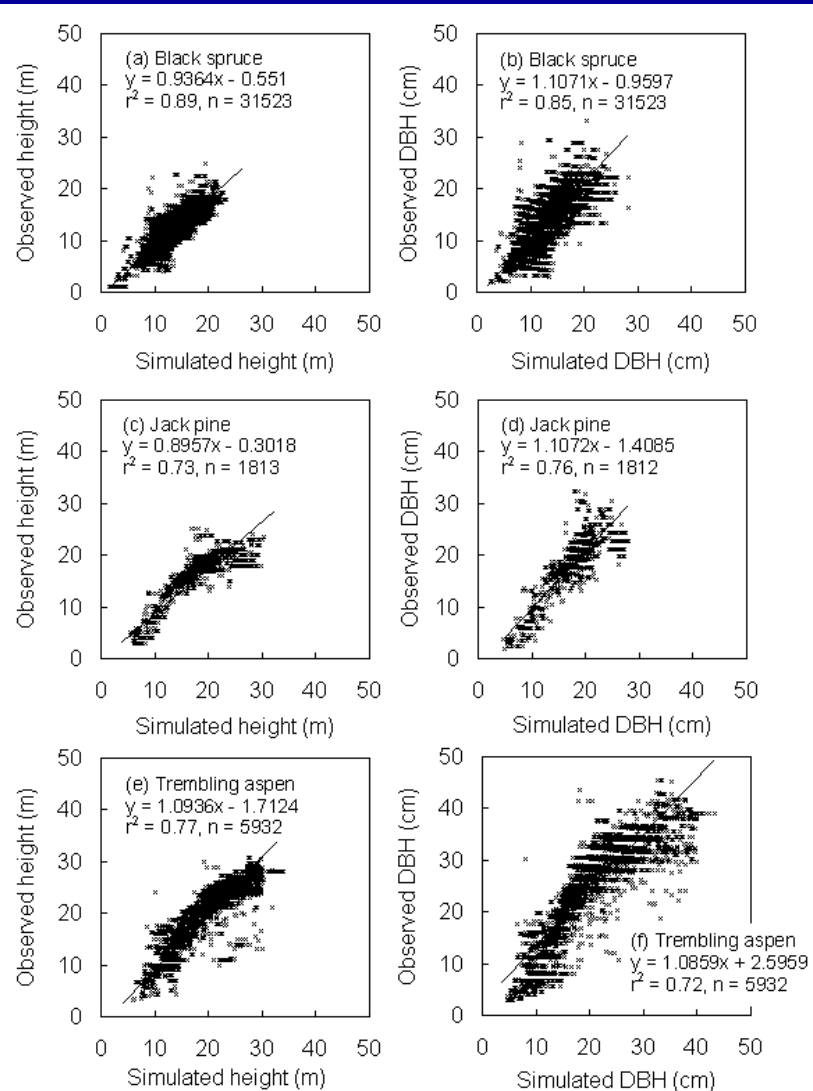 50
40
30
20
10
0
Observed height (m)
(a) Black spruce
y = 0.9364x - 0.551
r² = 0.89, n = 31523
0 10 20 30 40 50
Simulated height (m)
50
40
30
20
10
0
Observed DBH (cm)
(b) Black spruce
y = 1.1071x - 0.9597
r² = 0.85, n = 31523
0 10 20 30 40 50
Simulated DBH (cm)
50
40
30
20
10
0
Observed height (m)
(c) Jack pine
y = 0.8957x - 0.3018
r² = 0.73, n = 1813
0 10 20 30 40 50
Simulated height (m)
50
40
30
20
10
0
Observed DBH (cm)
(d) Jack pine
y = 1.1072x - 1.4085
r² = 0.76, n = 1812
0 10 20 30 40 50
Simulated DBH (cm)
50
40
30
20
10
0
Observed height (m)
(e) Trembling aspen
y = 1.0936x - 1.7124
r² = 0.77, n = 5932
0 10 20 30 40 50
Simulated height (m)
50
40
30
20
10
0
Observed DBH (cm)
(f) Trembling aspen
y = 1.0859x + 2.5959
r² = 0.72, n = 5932
0 10 20 30 40 50
Simulated DBH (cm)